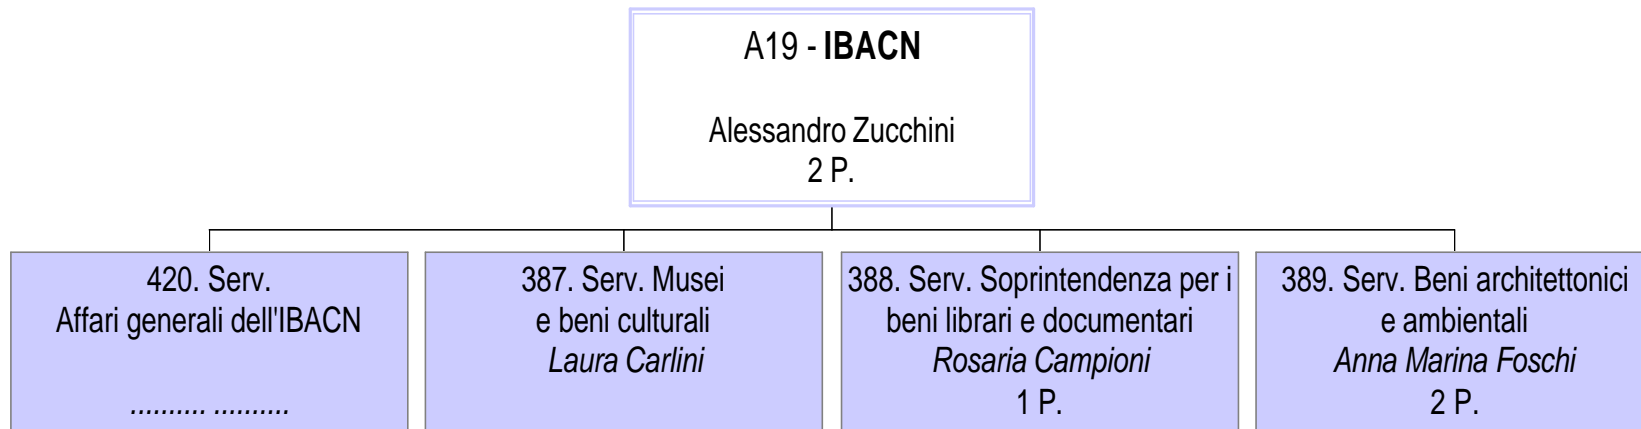 A19 - IBACN
Alessandro Zucchini
2 P.
420. Serv.
Affari generali dell'IBACN
.......... ..........
387. Serv. Musei
e beni culturali
Laura Carlini
388. Serv. Soprintendenza per i
beni librari e documentari
Rosaria Campioni
1 P.
389. Serv. Beni architettonici
e ambientali
Anna Marina Foschi
2 P.